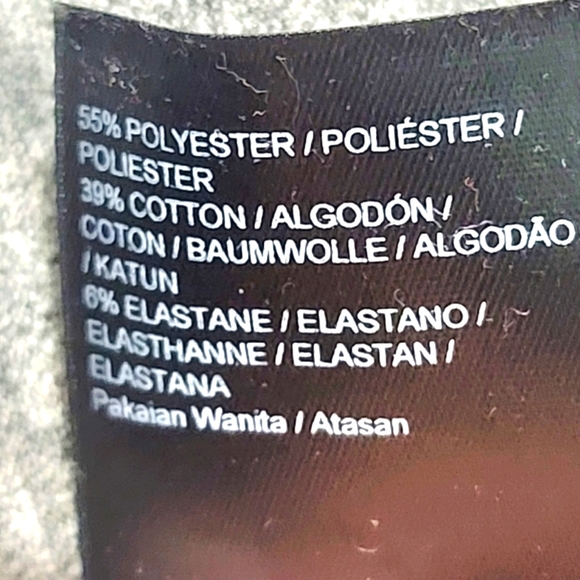 55% POLYESTER / POLIÉSTER /
POLIESTER
39% COTTON / ALGODÓN /
COTON / BAUMWOLLE / ALGODÃO
/ KATUN
6% ELASTANE / ELASTANO /
ELASTHANNE / ELASTAN /
ELASTANA
Pakaian Wanita / Atasan